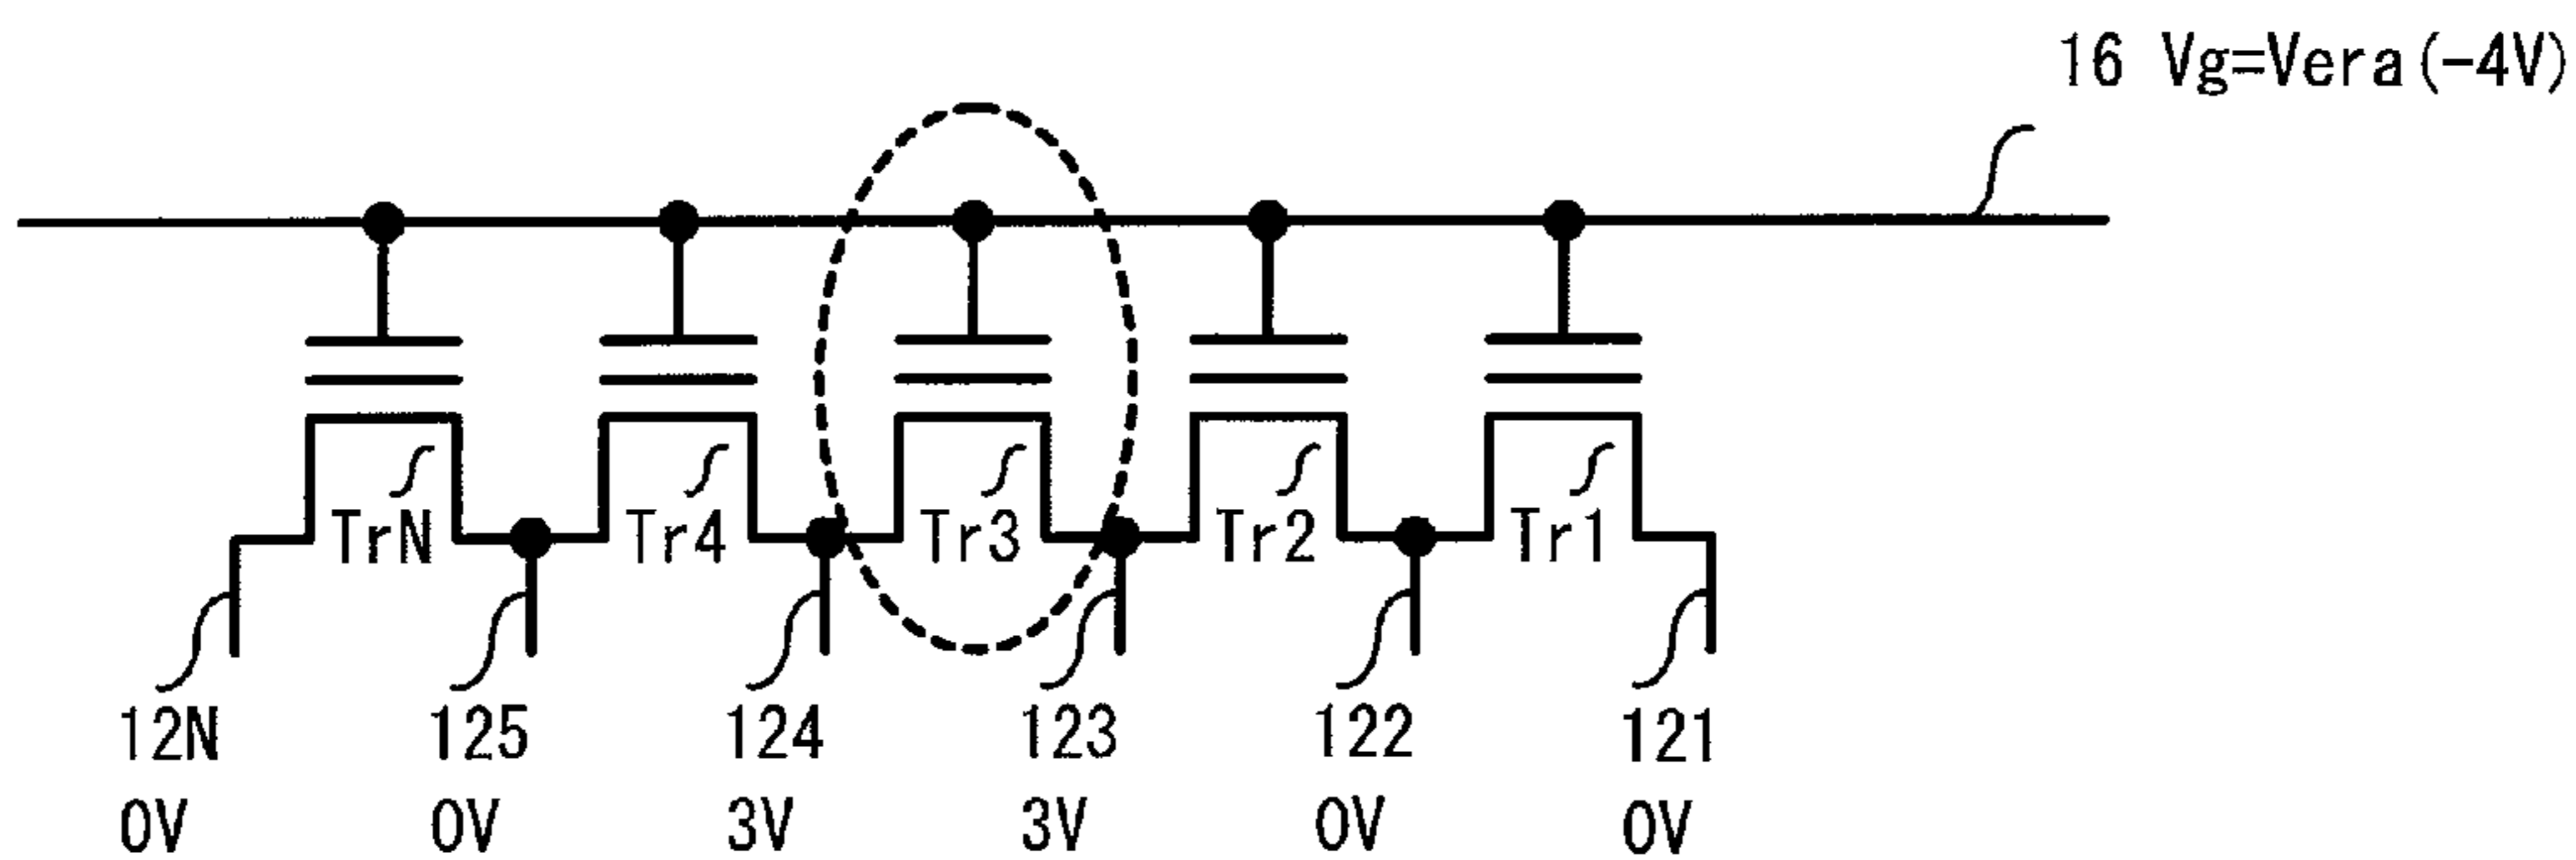 16 Vg=Vera(-4V)
TrN Tr4 Tr3 Tr2 Tr1
12N 125 124 123 122 121
0V 0V 3V 3V 0V 0V